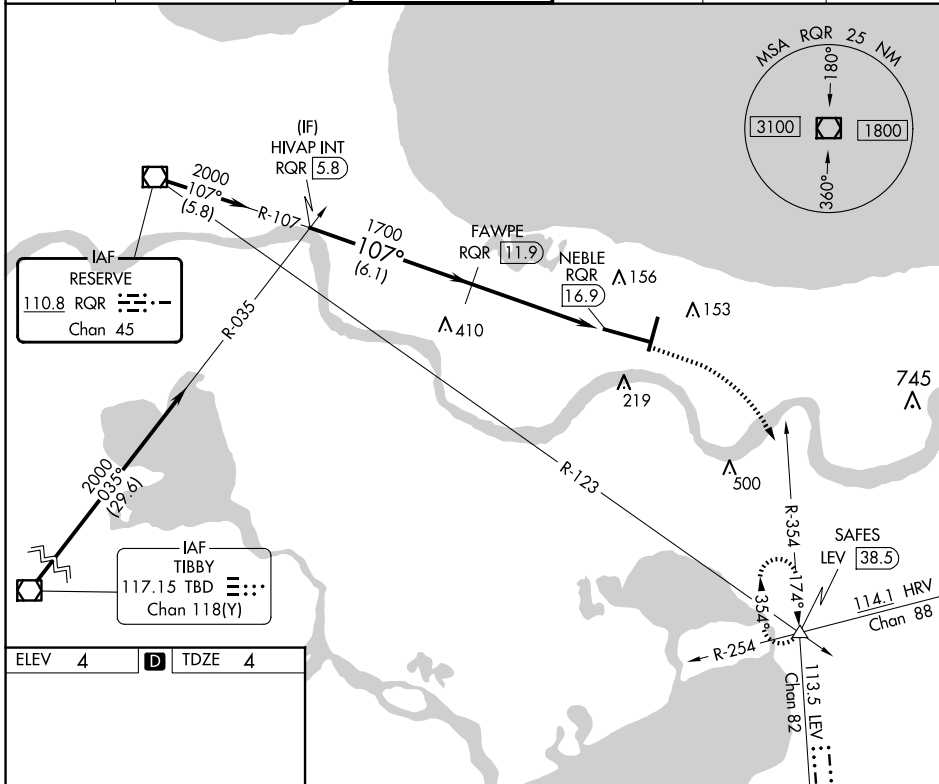 MSA RQR 25 NM
180°
3100
1800
360°
(IF)
HIVAP INT
RQR 5.8
2000
107°
(5.8)
R-107
1700
107°
(6.1)
FAWPE
RQR 11.9
NEBLE
RQR
16.9
156
153
410
219
745
500
IAF
RESERVE
110.8 RQR
Chan 45
R-035
R-123
2000
035°
(29.6)
IAF
TIBBY
117.15 TBD
Chan 118(Y)
R-354
SAFES
LEV 38.5
174°
354°
114.1 HRV
Chan 88
R-254
113.5 LEV
Chan 82
ELEV 4
D
TDZE 4